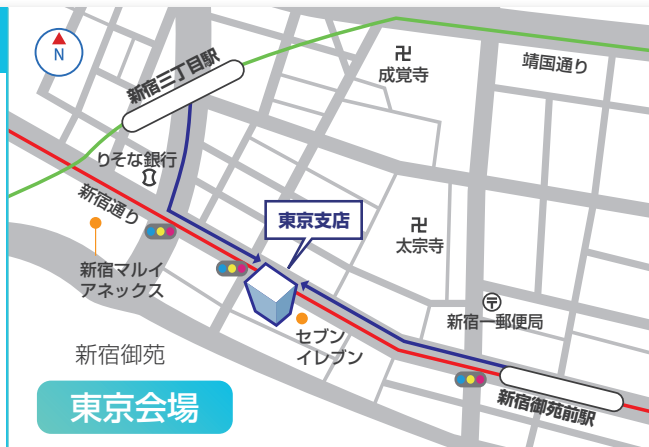 N
新宿三丁目駅
成覚寺
靖国通り
りそな銀行
新宿通り
東京支店
太宗寺
新宿マルイ
アネックス
〒
新宿一郵便局
セブン
イレブン
新宿御苑
新宿御苑前駅
東京会場